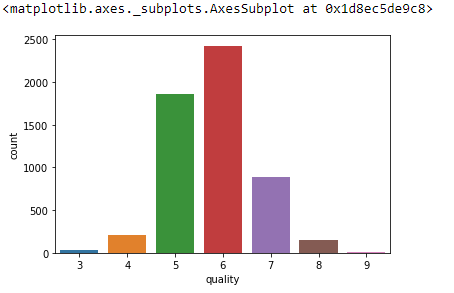 <matplotlib.axes._subplots.AxesSubplot at 0x1d8ec5de9c8>
2500
2000
1500
1000
500
0
count
3 4 5 6 7 8 9
quality